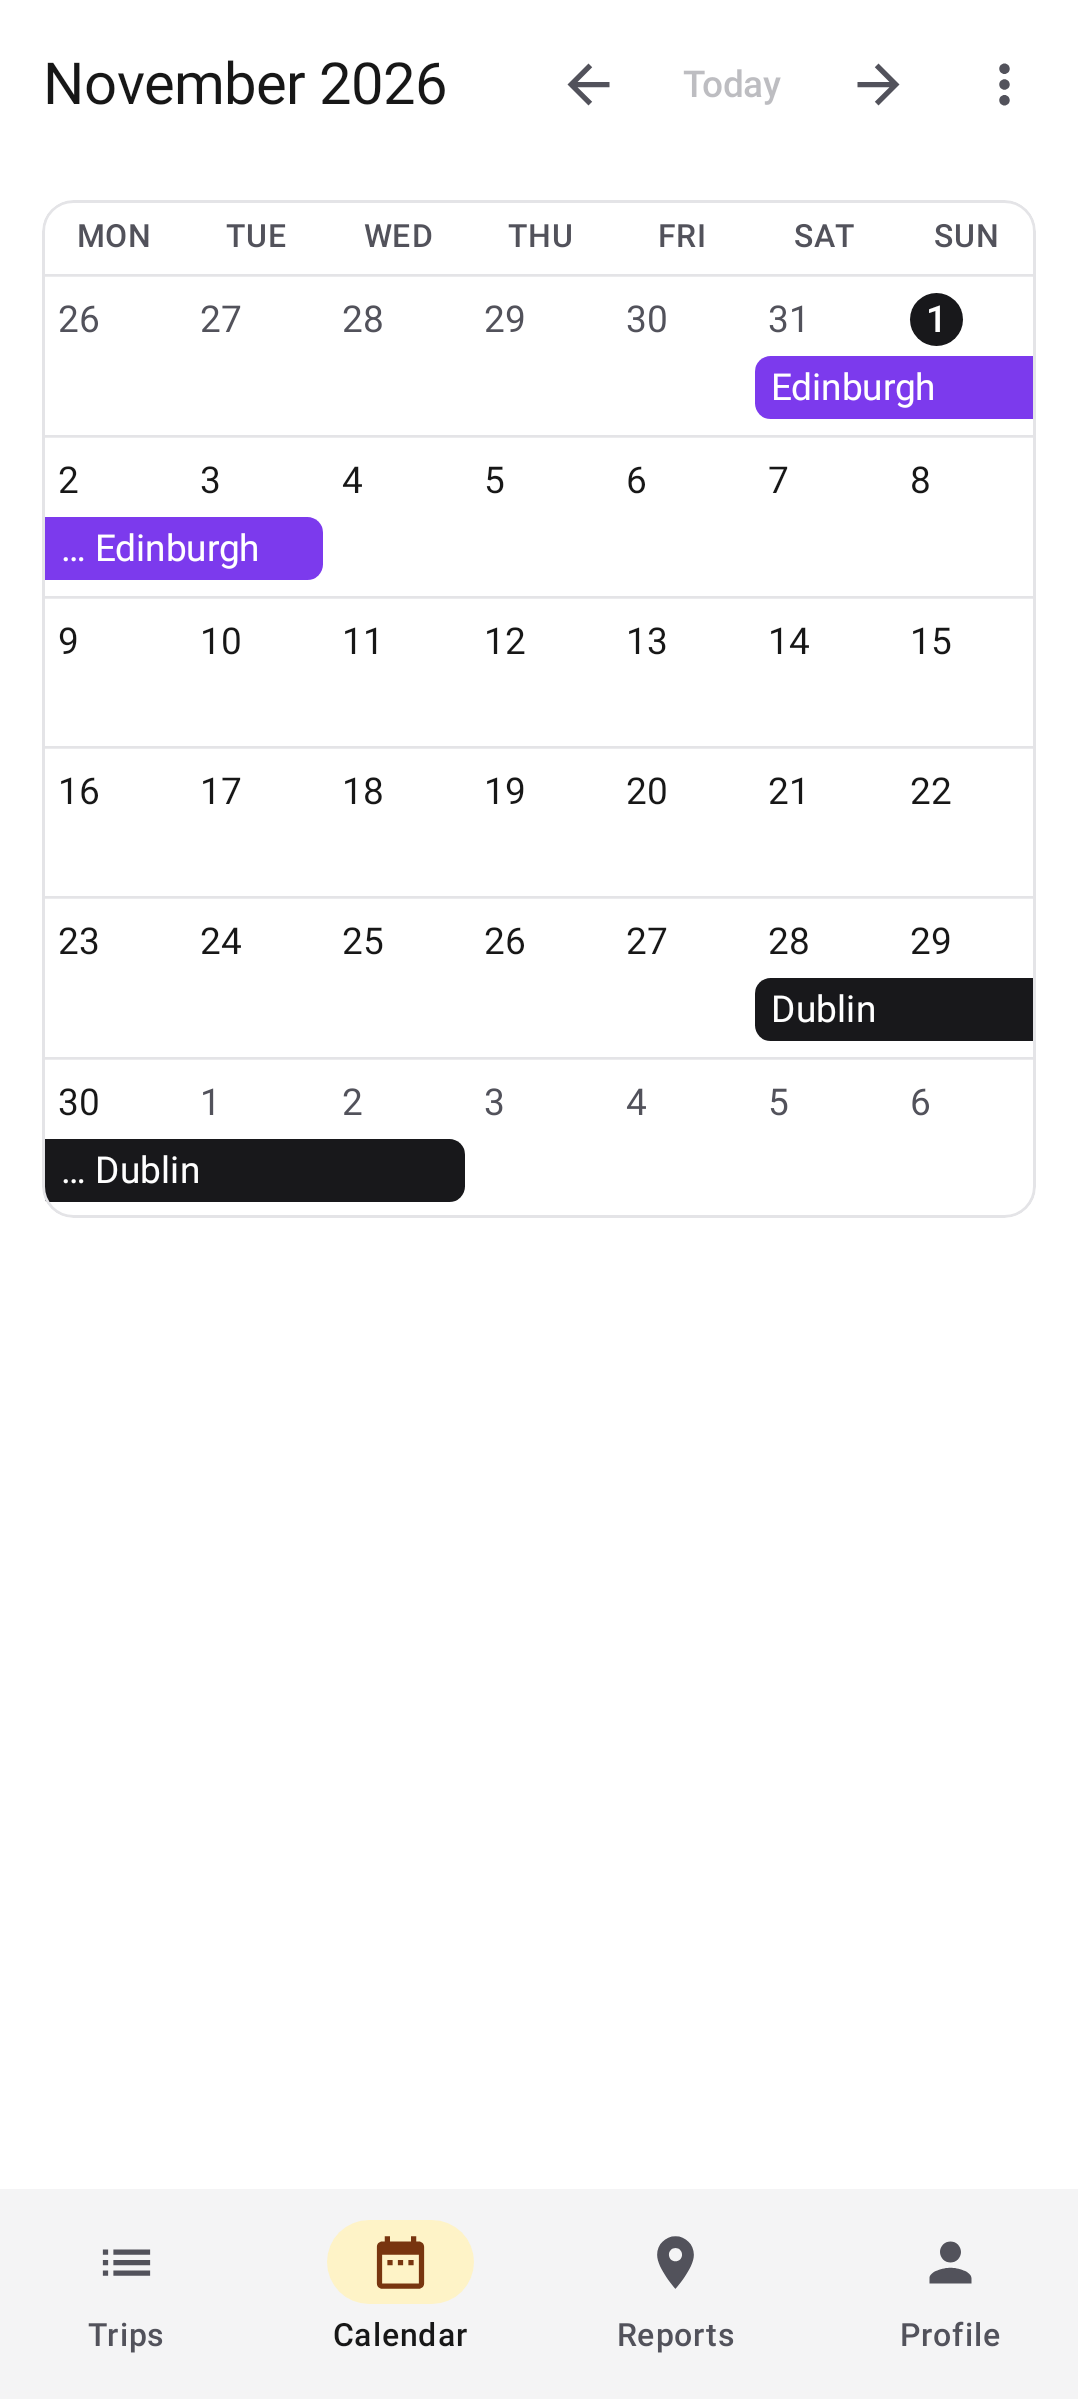 November 2026 Today
MON TUE WED THU FRI SAT SUN
26 27 28 29 30 31 1
Edinburgh
2 3 4 5 6 7 8
... Edinburgh
9 10 11 12 13 14 15
16 17 18 19 20 21 22
23 24 25 26 27 28 29
Dublin
30 1 2 3 4 5 6
... Dublin
Trips Calendar Reports Profile